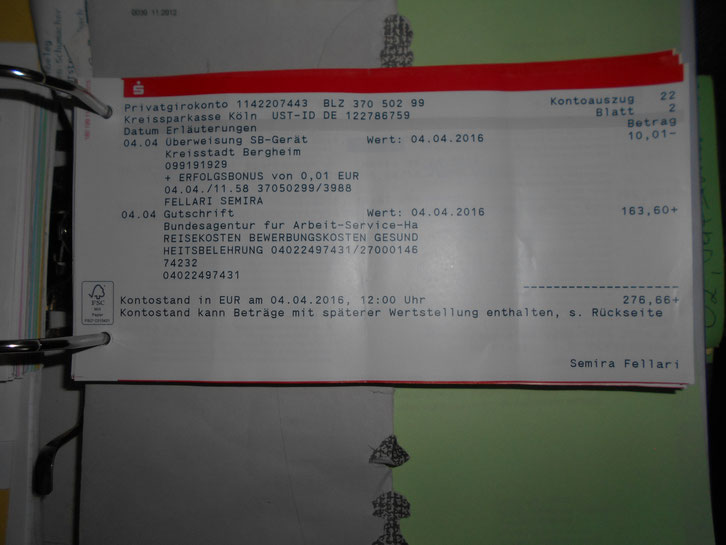 0036 11.2012
Privatgirokonto 1142207443 BLZ 370 502 99 Kontoauszug 22
Kreissparkasse Köln UST-ID DE 122786759 Blatt 2
Datum Erläuterungen Betrag
04.04 Überweisung SB-Gerät Wert: 04.04.2016 10,01-
Kreisstadt Bergheim
099191929
+ ERFOLGSBONUS von 0,01 EUR
04.04./11.58 37050299/3988
FELLARI SEMIRA
04.04 Gutschrift Wert: 04.04.2016 163,60+
Bundesagentur fur Arbeit-Service-Ha
REISEKOSTEN BEWERBUNGSKOSTEN GESUND
HEITSBELEHRUNG 04022497431/27000146
74232
04022497431
Kontostand in EUR am 04.04.2016, 12:00 Uhr 276,66+
Kontostand kann Beträge mit späterer Wertstellung enthalten, s. Rückseite
FSC
Semira Fellari